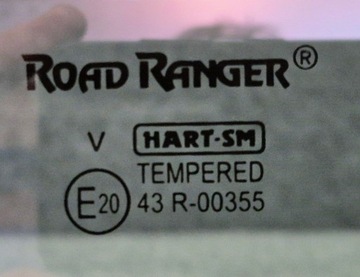 ROAD RANGER®
V HART-SM
TEMPERED
E20 43 R-00355